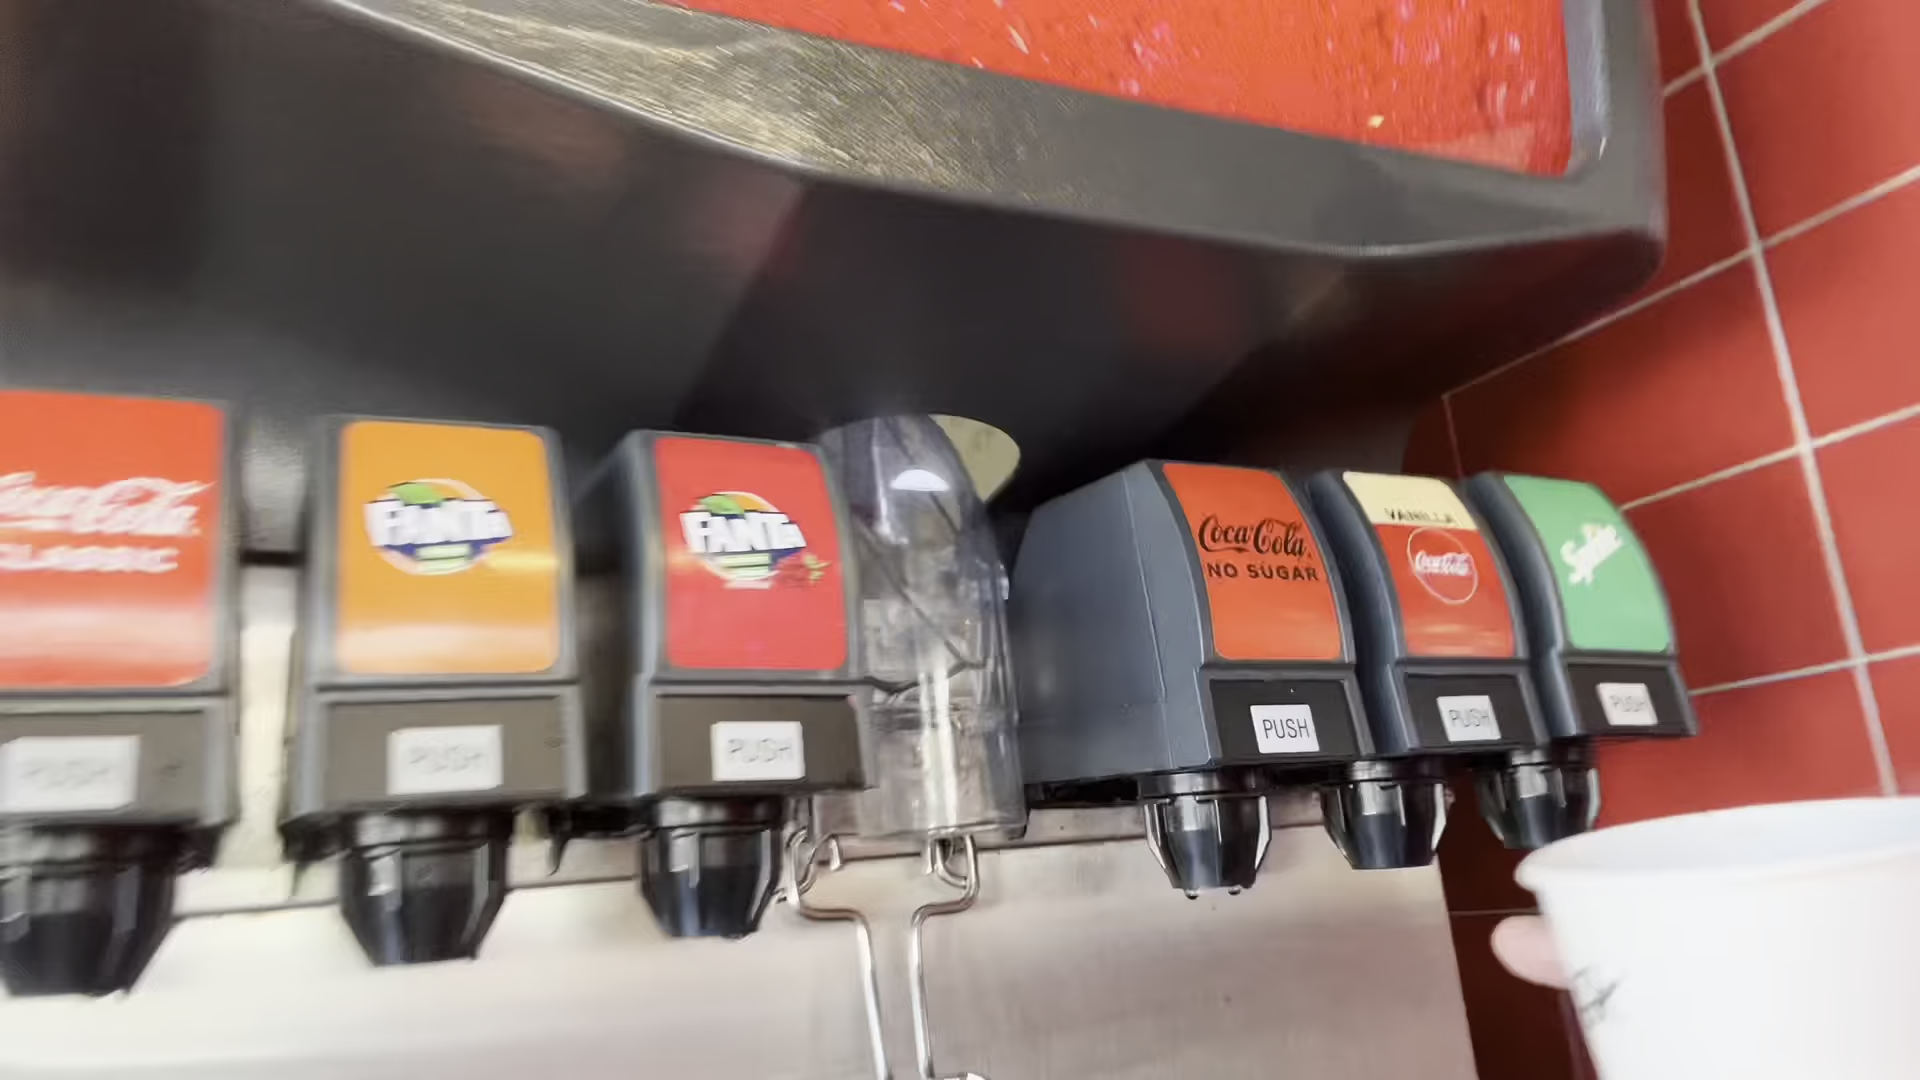 Coca-Cola
CLASSIC
PUSH
FANTA
PUSH
FANTA
PUSH
Coca-Cola
NO SUGAR
PUSH
VANILLA
Coca-Cola
PUSH
Sprite
PUSH